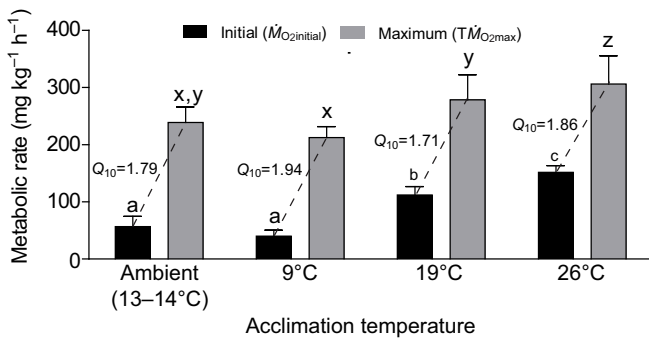 Initial (ṀO2initial) Maximum (TṀO2max)
Metabolic rate (mg kg−1 h−1)
400
300
200
100
0
x,y
x
y
z
Q10=1.79
Q10=1.94
Q10=1.71
Q10=1.86
a
a
b
c
Ambient
(13–14°C)
9°C
19°C
26°C
Acclimation temperature